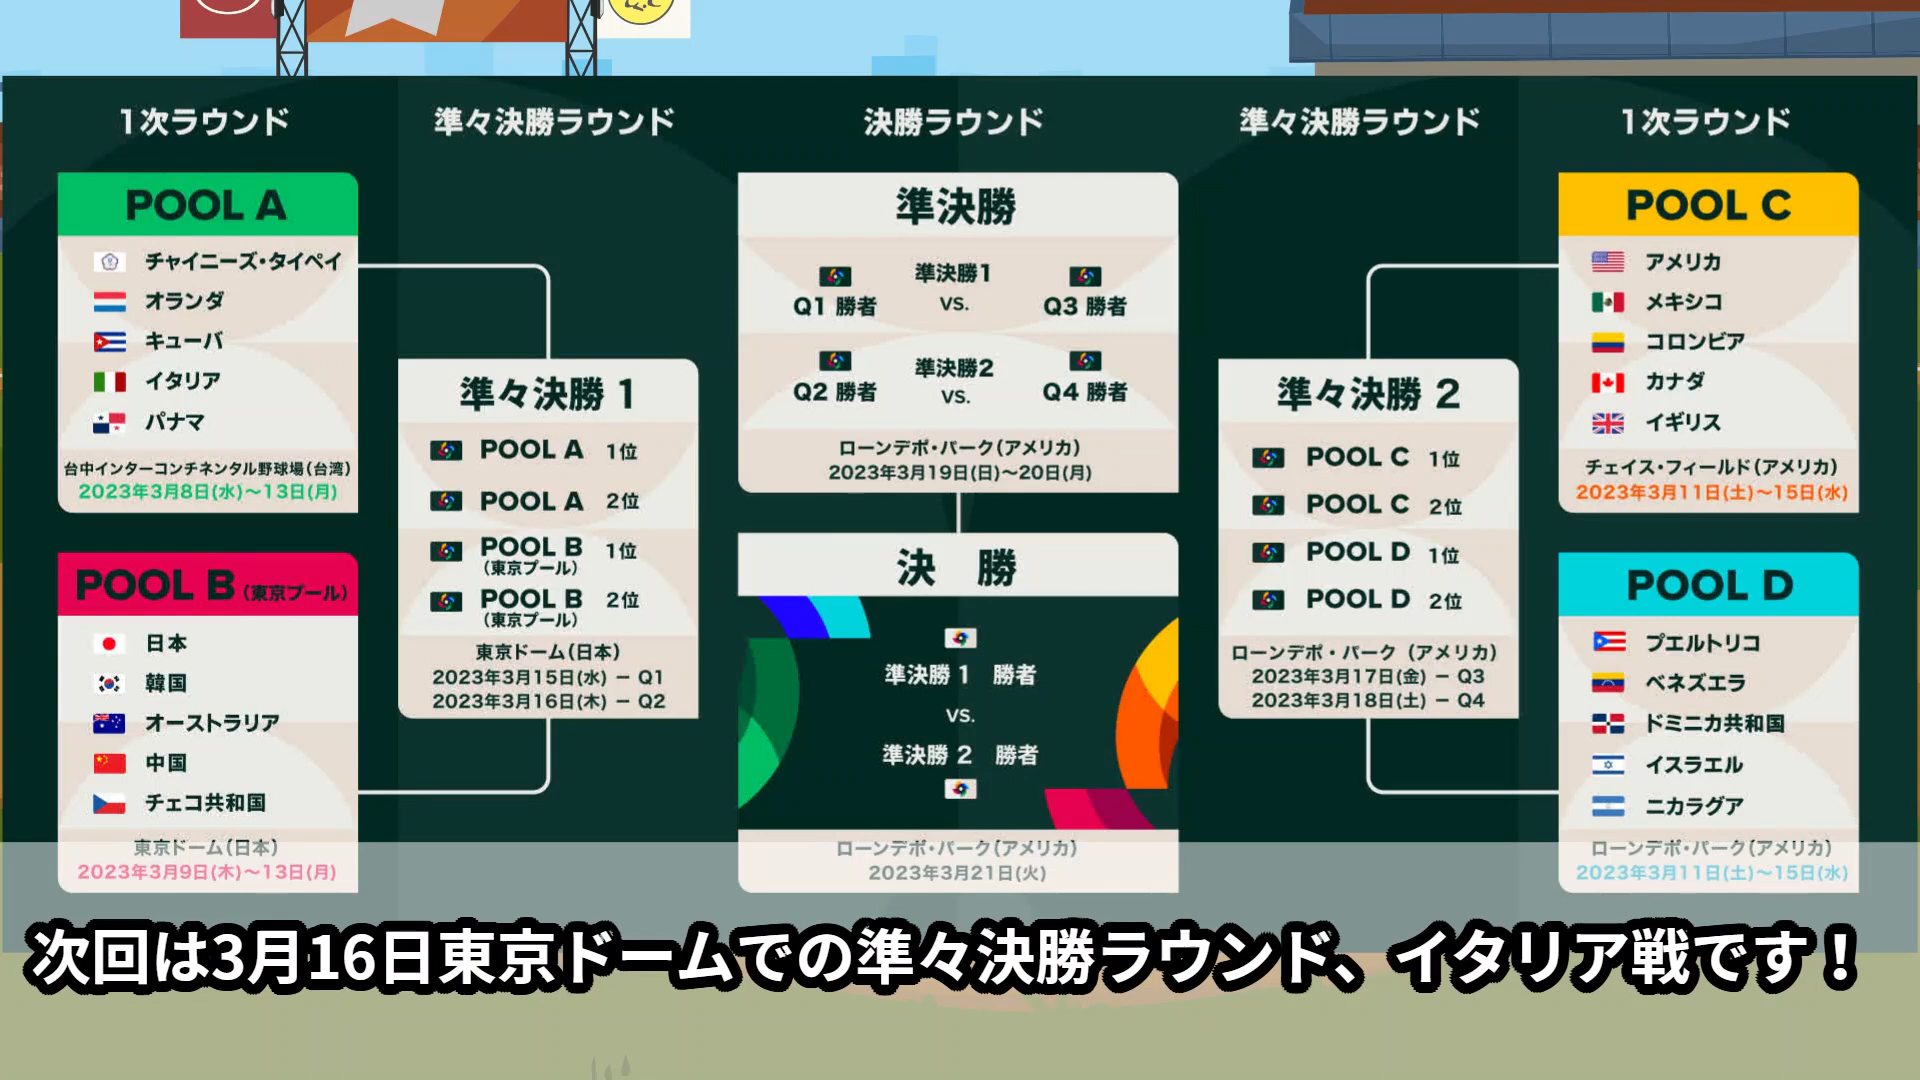 1次ラウンド
準々決勝ラウンド
決勝ラウンド
準々決勝ラウンド
1次ラウンド
POOL A
チャイニーズ・タイペイ
オランダ
キューバ
イタリア
パナマ
台中インターコンチネンタル野球場(台湾)
2023年3月8日(水)〜13日(月)
POOL B (東京プール)
日本
韓国
オーストラリア
中国
チェコ共和国
東京ドーム(日本)
2023年3月9日(木)〜13日(月)
準々決勝 1
POOL A 1位
POOL A 2位
POOL B 1位
(東京プール)
POOL B 2位
(東京プール)
東京ドーム(日本)
2023年3月15日(水) − Q1
2023年3月16日(木) − Q2
準決勝
準決勝1
Q1 勝者 VS. Q3 勝者
準決勝2
Q2 勝者 VS. Q4 勝者
ローンデポ・パーク(アメリカ)
2023年3月19日(日)〜20日(月)
決 勝
準決勝 1 勝者
VS.
準決勝 2 勝者
ローンデポ・パーク(アメリカ)
2023年3月21日(火)
準々決勝 2
POOL C 1位
POOL C 2位
POOL D 1位
POOL D 2位
ローンデポ・パーク (アメリカ)
2023年3月17日(金) − Q3
2023年3月18日(土) − Q4
POOL C
アメリカ
メキシコ
コロンビア
カナダ
イギリス
チェイス・フィールド(アメリカ)
2023年3月11日(土)〜15日(水)
POOL D
プエルトリコ
ベネズエラ
ドミニカ共和国
イスラエル
ニカラグア
ローンデポ・パーク(アメリカ)
2023年3月11日(土)〜15日(水)
次回は3月16日東京ドームでの準々決勝ラウンド、イタリア戦です！